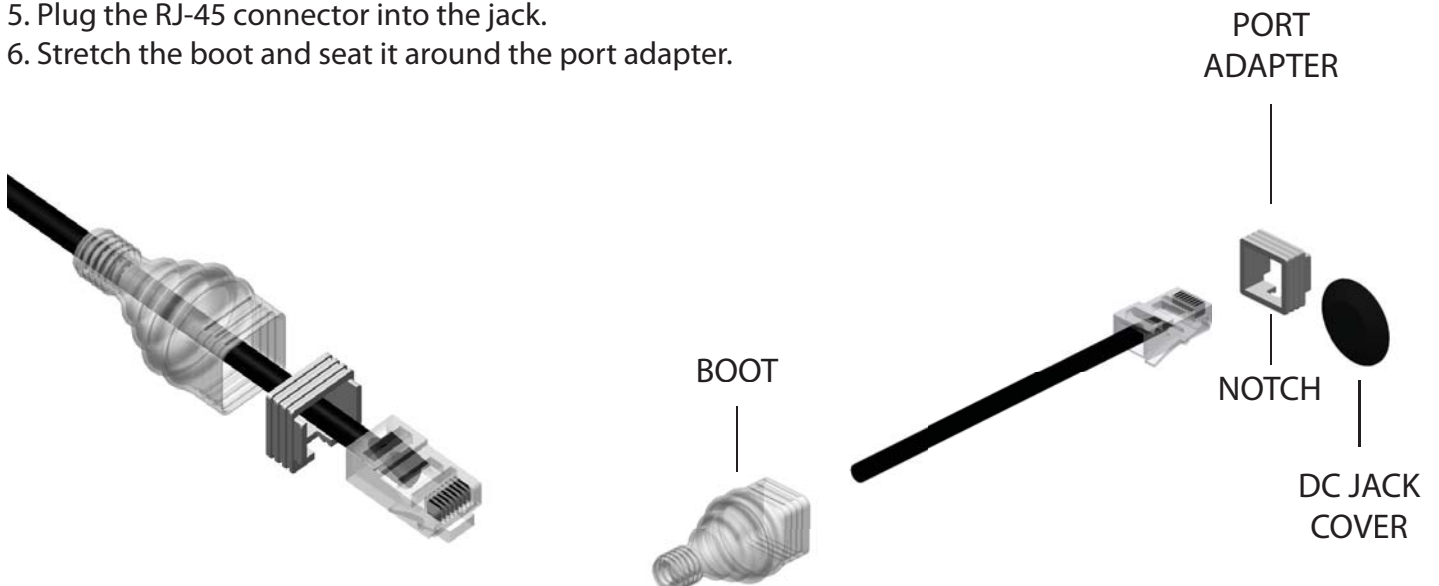 5. Plug the RJ-45 connector into the jack.
6. Stretch the boot and seat it around the port adapter.
PORT
ADAPTER
BOOT
NOTCH
DC JACK
COVER